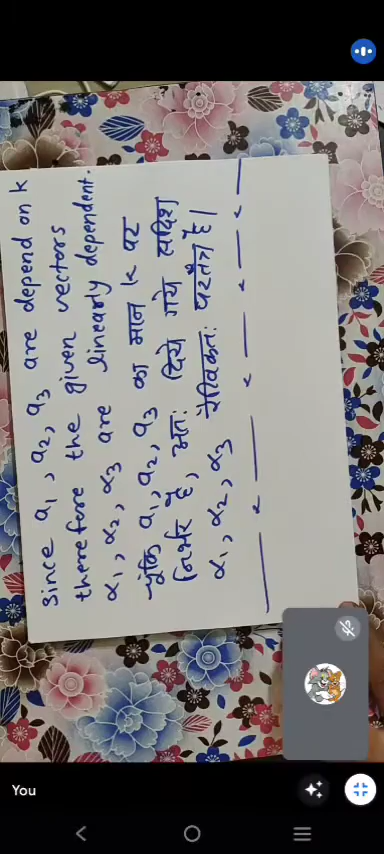 Since a1, a2, a3 are depend on k
therefore the given vectors
α1, α2, α3 are linearly dependent.
चूंकि a1, a2, a3 का मान k पर
निर्भर है, अतः दिये गये सदिश
α1, α2, α3 रैखिकतः परतंत्र हैं।
You